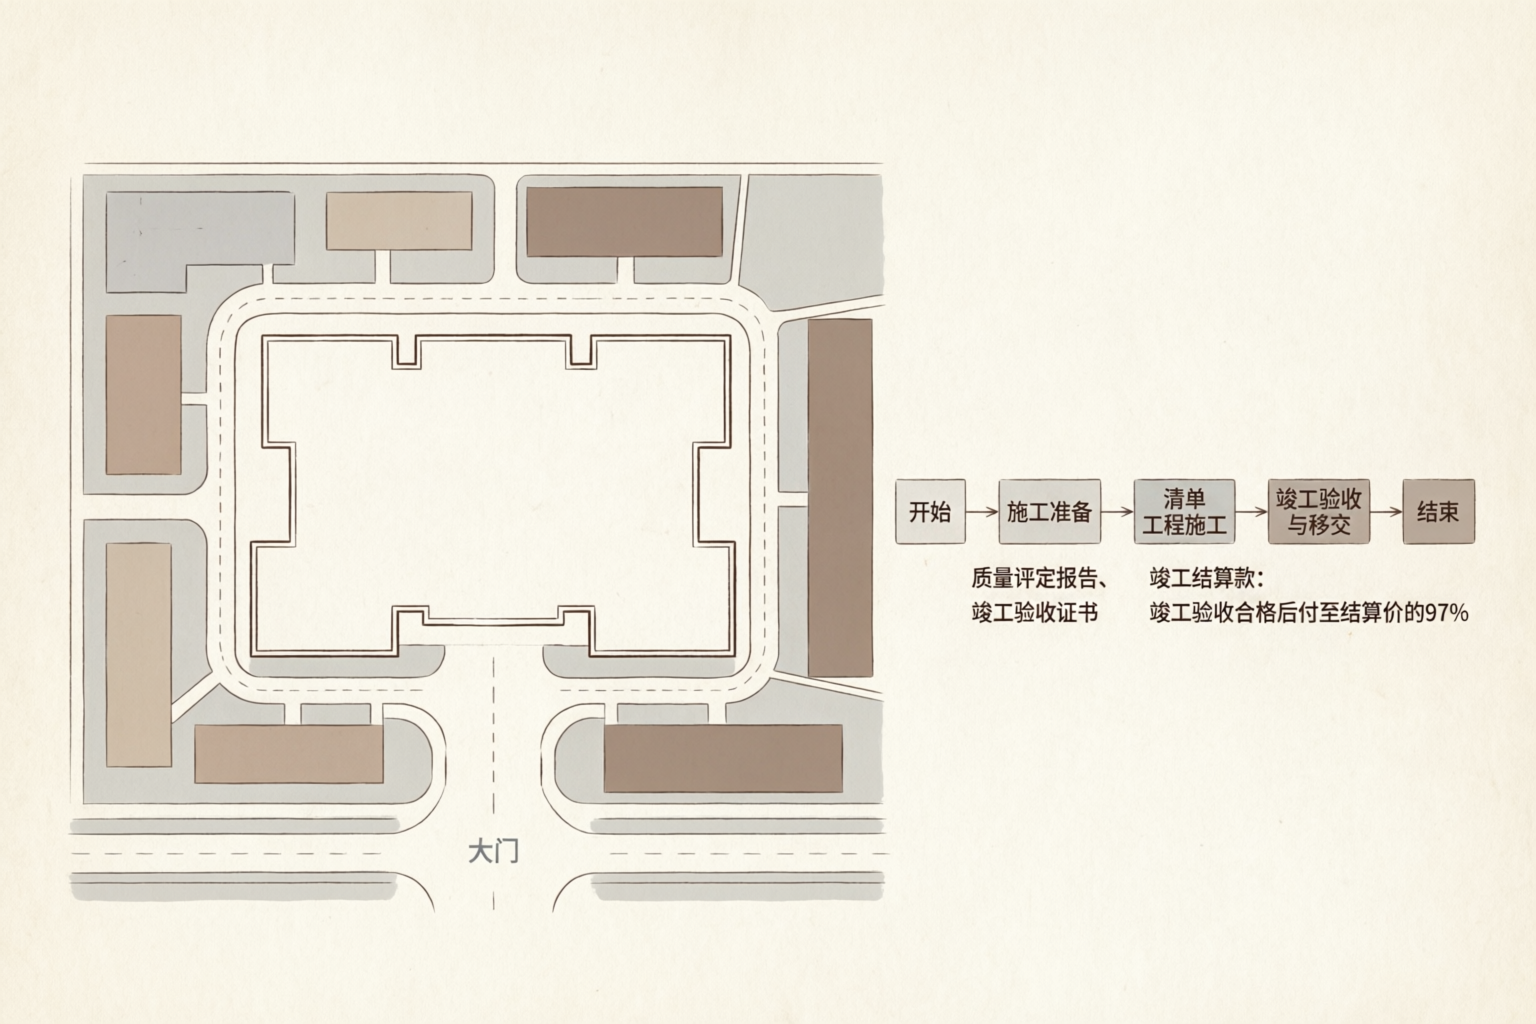 开始
施工准备
清单
工程施工
竣工验收
与移交
结束
质量评定报告、
竣工验收证书
竣工结算款：
竣工验收合格后付至结算价的97%
大门